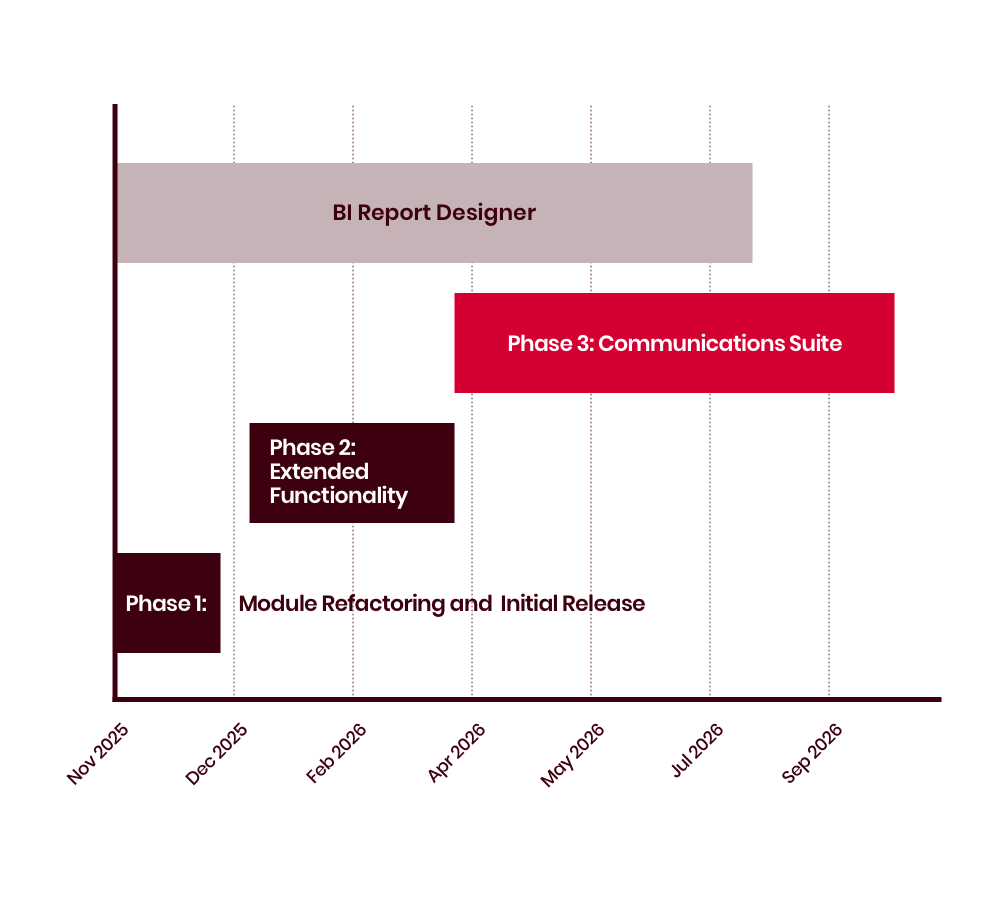 BI Report Designer
Phase 3: Communications Suite
Phase 2:
Extended
Functionality
Phase 1: Module Refactoring and Initial Release
Nov 2025
Dec 2025
Feb 2026
Apr 2026
May 2026
Jul 2026
Sep 2026